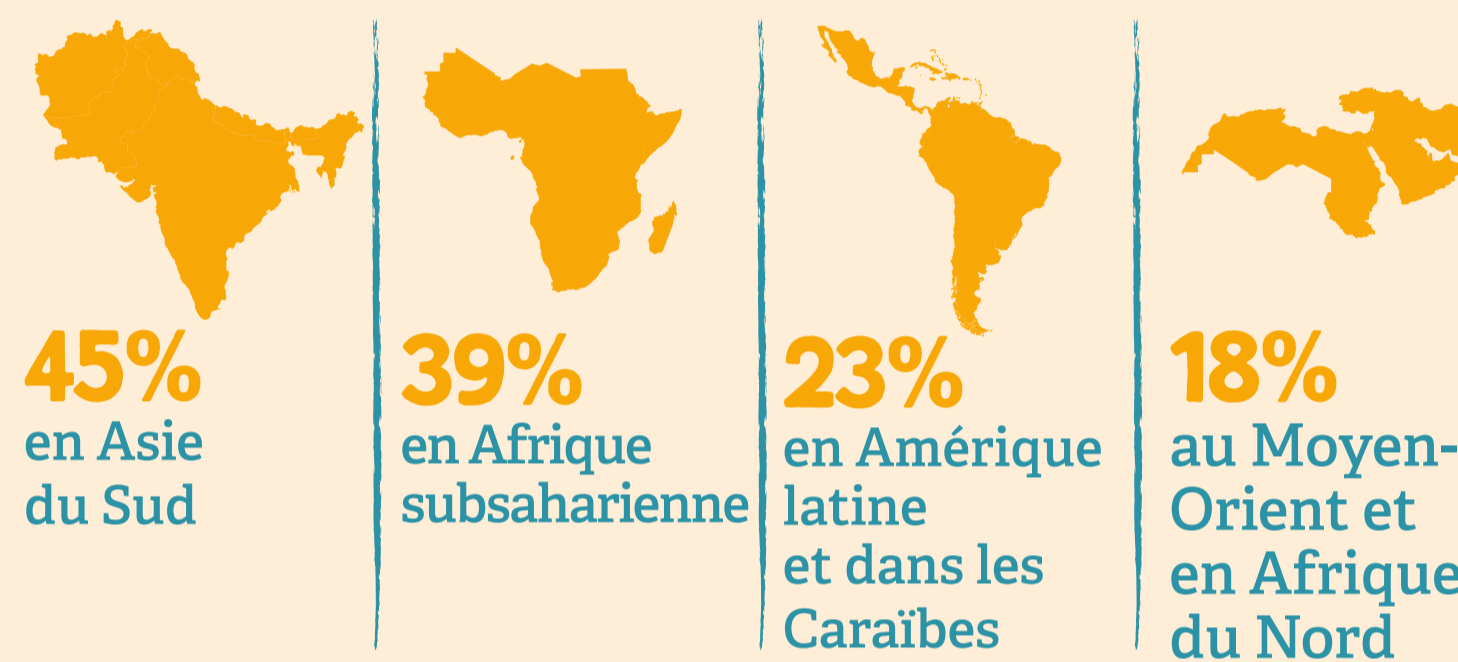 45%
en Asie
du Sud
39%
en Afrique
subsaharienne
23%
en Amérique
latine
et dans les
Caraïbes
18%
au Moyen-
Orient et
en Afrique
du Nord